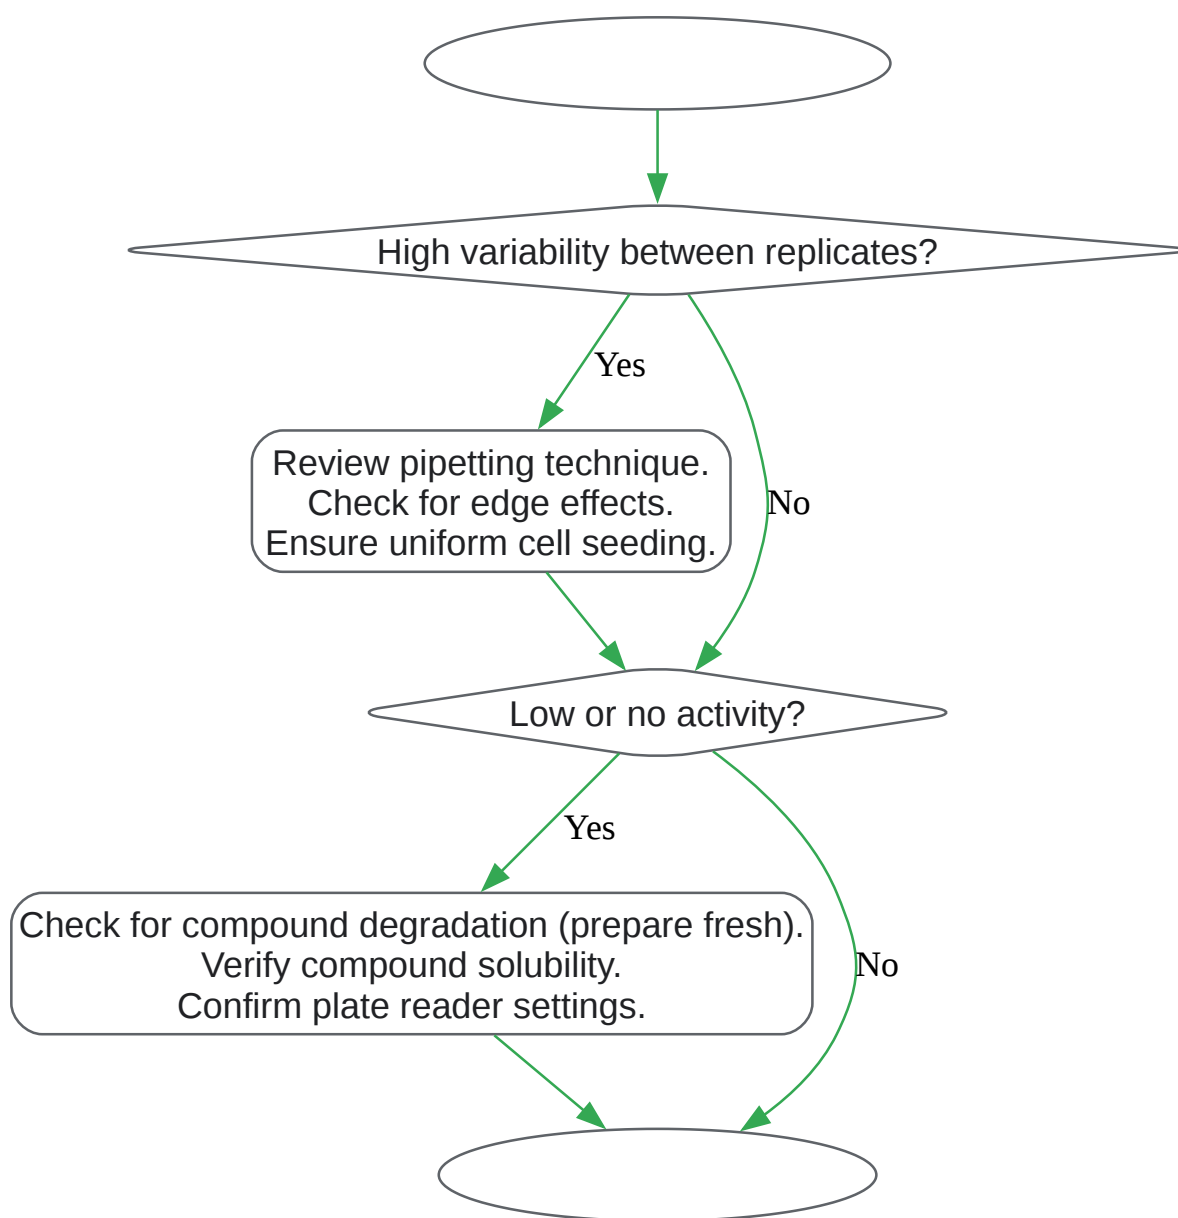 High variability between replicates?
Yes
Review pipetting technique.
Check for edge effects.
Ensure uniform cell seeding.
No
Low or no activity?
Yes
Check for compound degradation (prepare fresh).
Verify compound solubility.
Confirm plate reader settings.
No